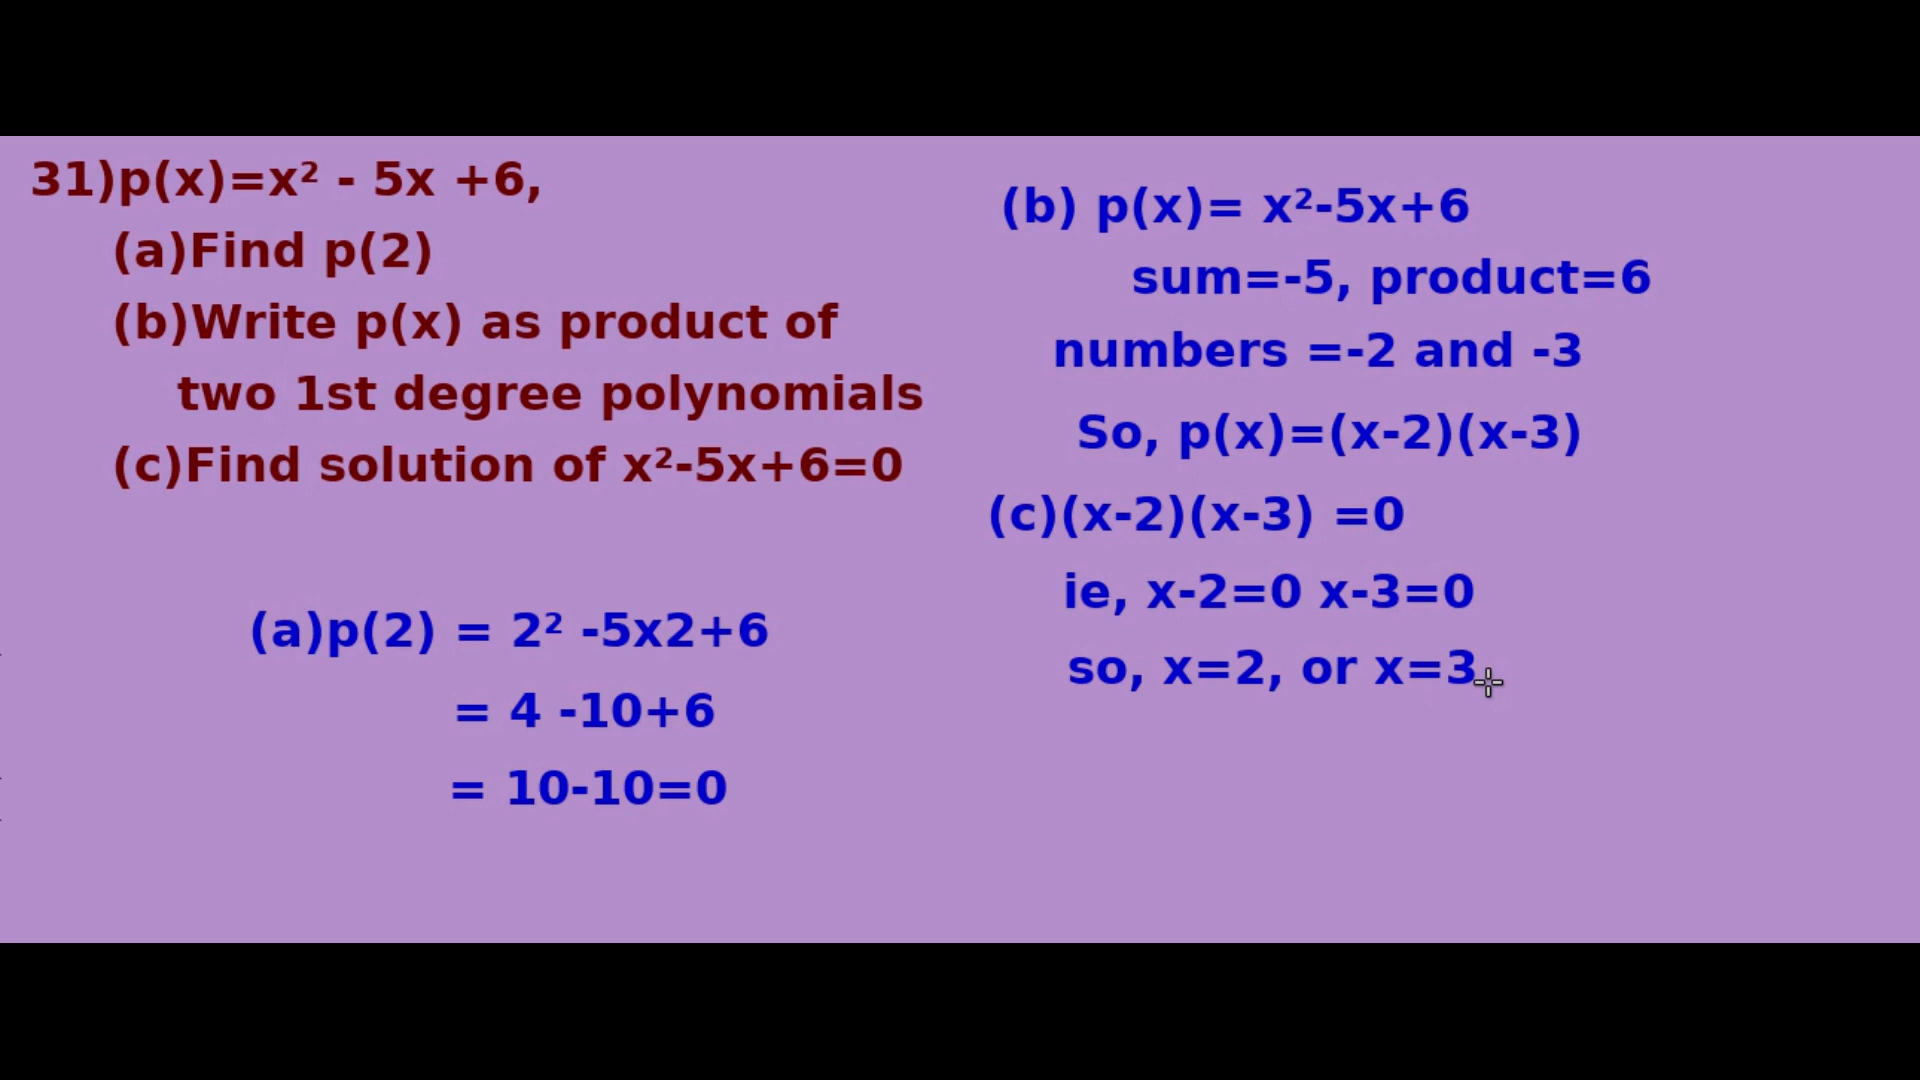 31)p(x)=x² - 5x +6,
(a)Find p(2)
(b)Write p(x) as product of
two 1st degree polynomials
(c)Find solution of x²-5x+6=0
(a)p(2) = 2² -5x2+6
= 4 -10+6
= 10-10=0
(b) p(x)= x²-5x+6
sum=-5, product=6
numbers =-2 and -3
So, p(x)=(x-2)(x-3)
(c)(x-2)(x-3) =0
ie, x-2=0 x-3=0
so, x=2, or x=3